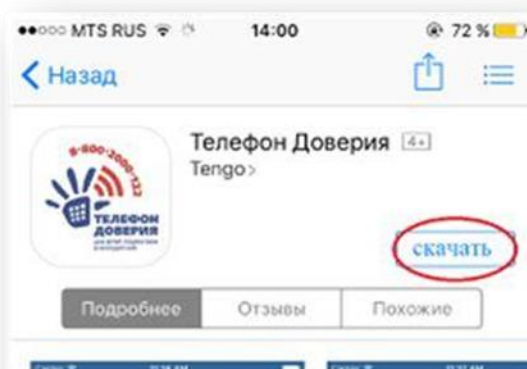 MTS RUS 14:00 72 %
Назад
8-800-2000-122
ТЕЛЕФОН
ДОВЕРИЯ
Телефон Доверия 4+
Tengo >
скачать
Подробнее Отзывы Похожие